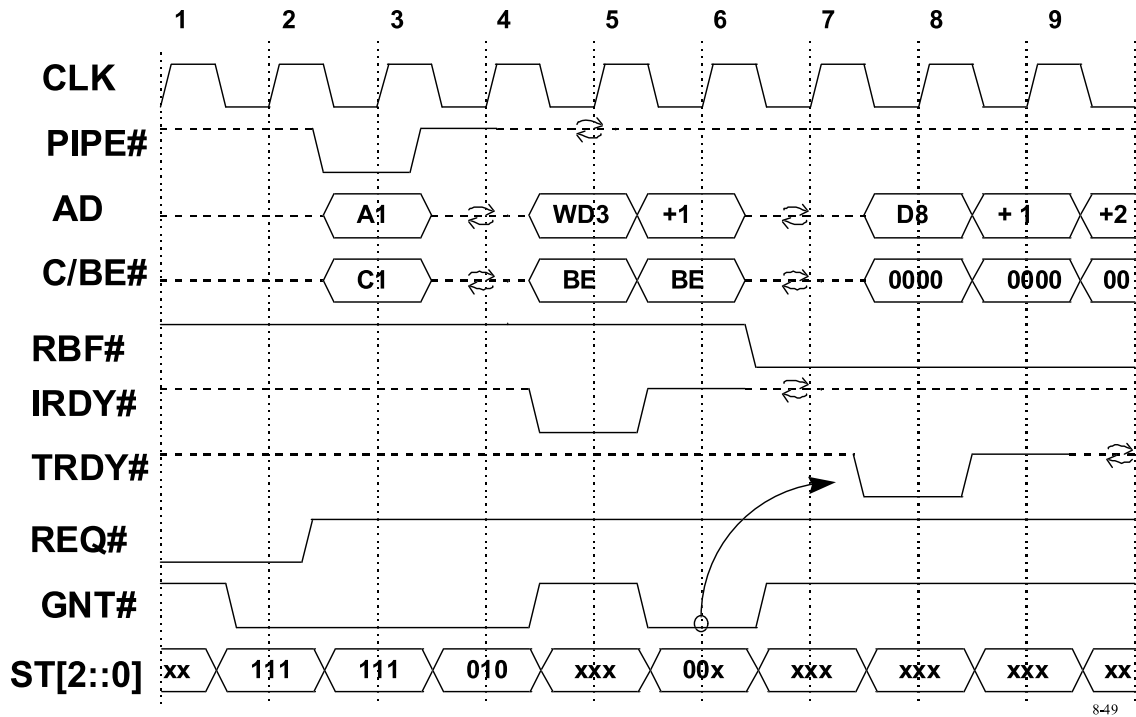 1 2 3 4 5 6 7 8 9
CLK
PIPE#
AD A1 WD3 +1 D8 + 1 +2
C/BE# C1 BE BE 0000 0000 00
RBF#
IRDY#
TRDY#
REQ#
GNT#
ST[2::0] xx 111 111 010 xxx 00x xxx xxx xxx xx
8-49